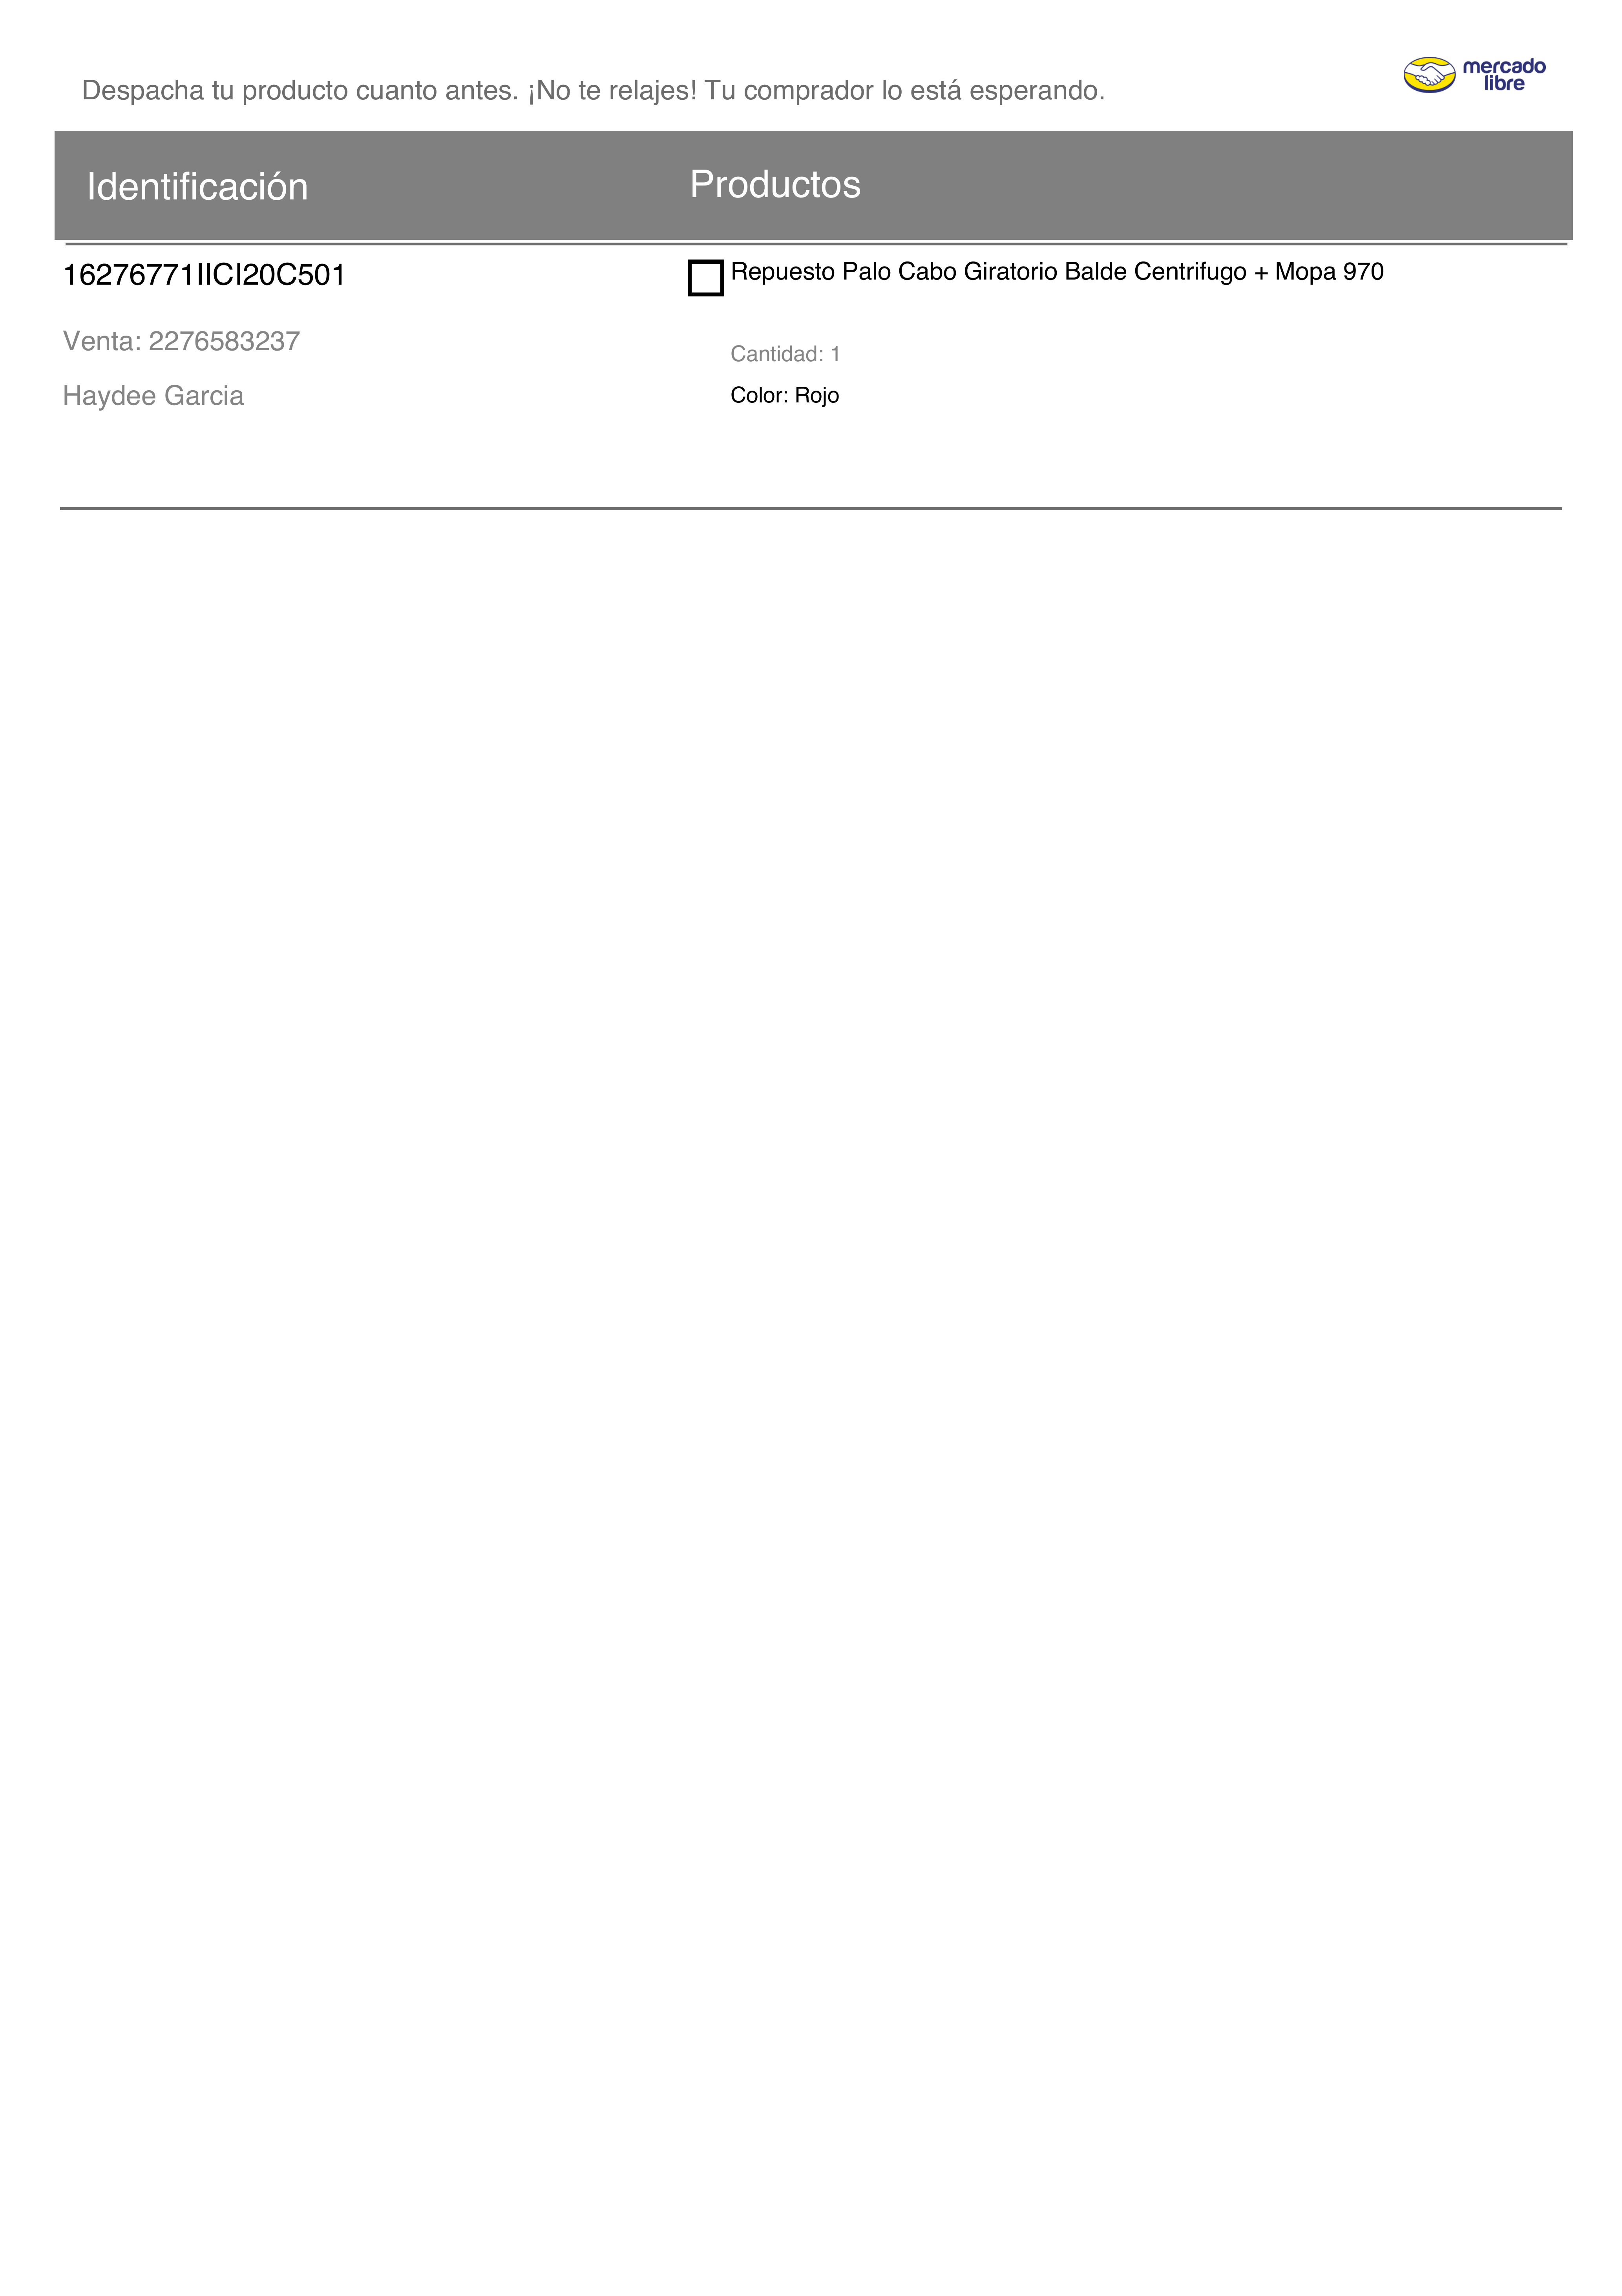 Despacha tu producto cuanto antes. ¡No te relajes! Tu comprador lo está esperando.
mercado
libre
Identificación
Productos
16276771IICI20C501
Repuesto Palo Cabo Giratorio Balde Centrifugo + Mopa 970
Venta: 2276583237
Cantidad: 1
Haydee Garcia
Color: Rojo